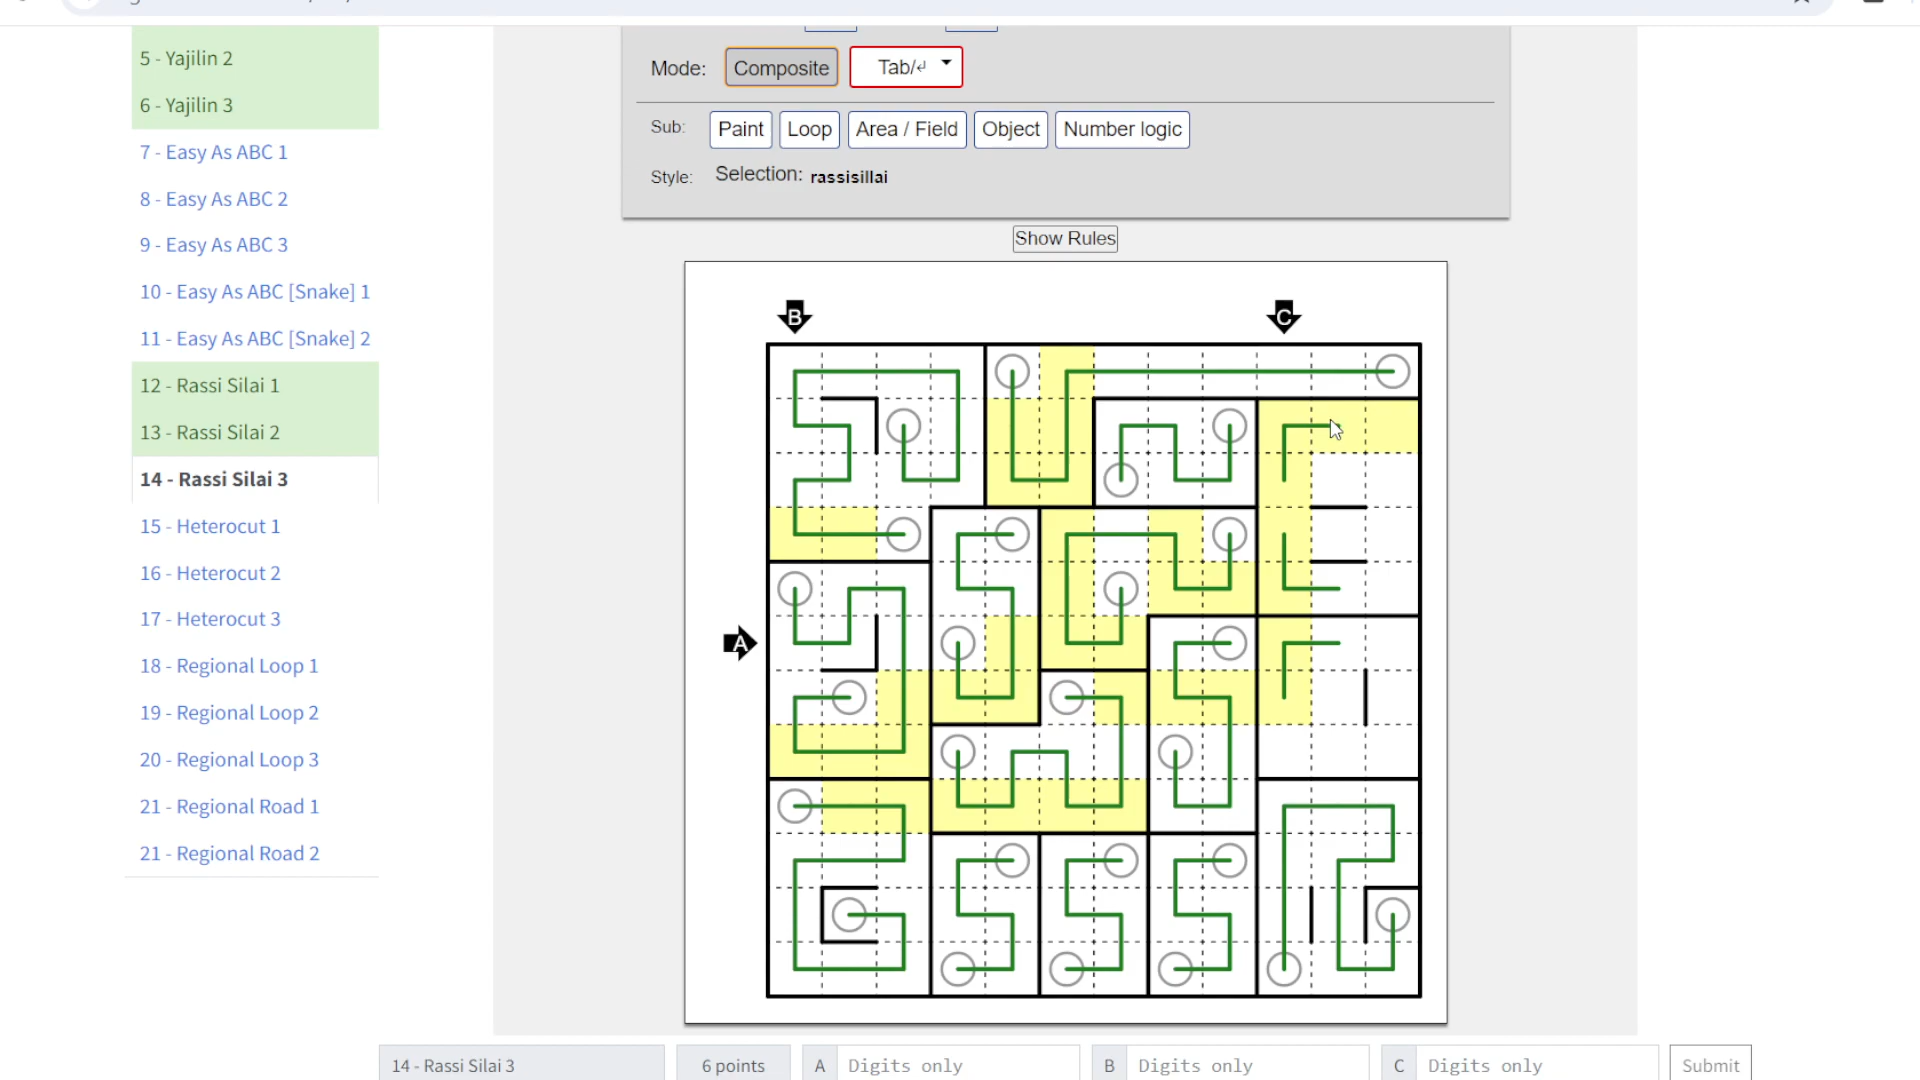 5 - Yajilin 2
6 - Yajilin 3
7 - Easy As ABC 1
8 - Easy As ABC 2
9 - Easy As ABC 3
10 - Easy As ABC [Snake] 1
11 - Easy As ABC [Snake] 2
12 - Rassi Silai 1
13 - Rassi Silai 2
14 - Rassi Silai 3
15 - Heterocut 1
16 - Heterocut 2
17 - Heterocut 3
18 - Regional Loop 1
19 - Regional Loop 2
20 - Regional Loop 3
21 - Regional Road 1
21 - Regional Road 2
Mode: Composite Tab/↵
Sub: Paint Loop Area / Field Object Number logic
Style: Selection: rassisillai
Show Rules
B C
A
14 - Rassi Silai 3 6 points A Digits only B Digits only C Digits only Submit